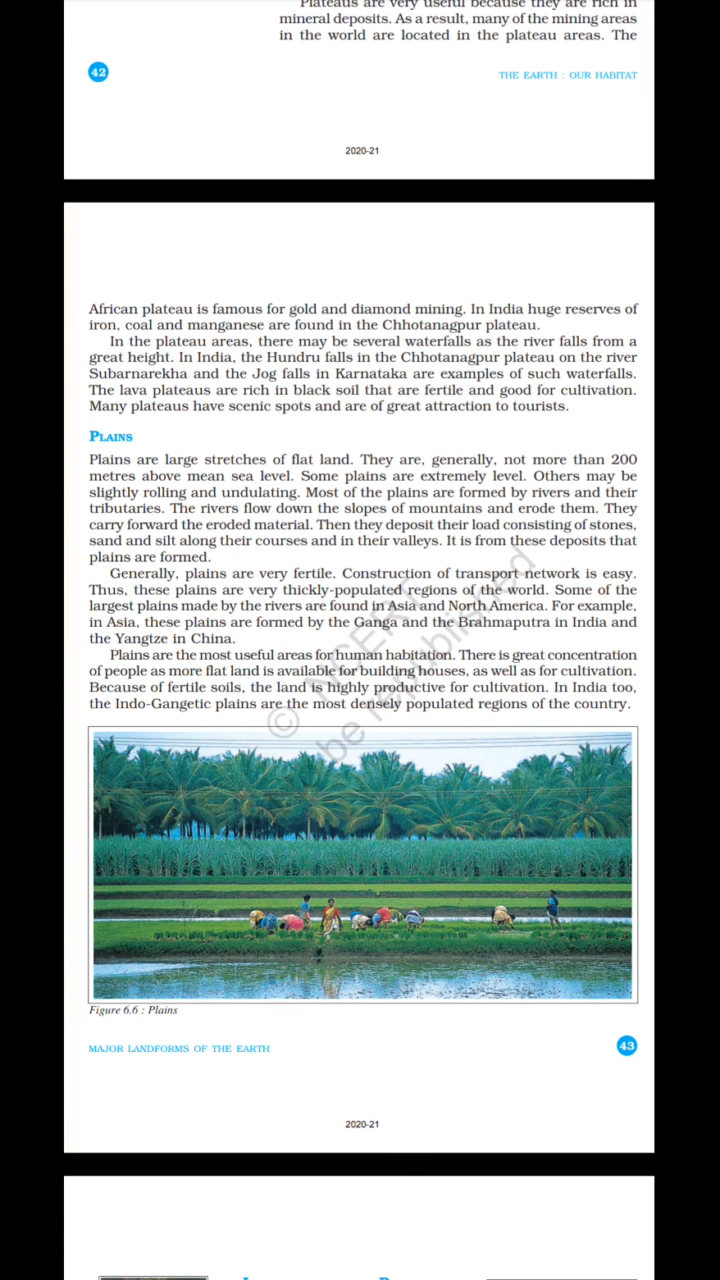 Plateaus are very useful because they are rich in
mineral deposits. As a result, many of the mining areas
in the world are located in the plateau areas. The
42
THE EARTH : OUR HABITAT
2020-21
African plateau is famous for gold and diamond mining. In India huge reserves of
iron, coal and manganese are found in the Chhotanagpur plateau.
In the plateau areas, there may be several waterfalls as the river falls from a
great height. In India, the Hundru falls in the Chhotanagpur plateau on the river
Subarnarekha and the Jog falls in Karnataka are examples of such waterfalls.
The lava plateaus are rich in black soil that are fertile and good for cultivation.
Many plateaus have scenic spots and are of great attraction to tourists.
PLAINS
Plains are large stretches of flat land. They are, generally, not more than 200
metres above mean sea level. Some plains are extremely level. Others may be
slightly rolling and undulating. Most of the plains are formed by rivers and their
tributaries. The rivers flow down the slopes of mountains and erode them. They
carry forward the eroded material. Then they deposit their load consisting of stones,
sand and silt along their courses and in their valleys. It is from these deposits that
plains are formed.
Generally, plains are very fertile. Construction of transport network is easy.
Thus, these plains are very thickly-populated regions of the world. Some of the
largest plains made by the rivers are found in Asia and North America. For example,
in Asia, these plains are formed by the Ganga and the Brahmaputra in India and
the Yangtze in China.
Plains are the most useful areas for human habitation. There is great concentration
of people as more flat land is available for building houses, as well as for cultivation.
Because of fertile soils, the land is highly productive for cultivation. In India too,
the Indo-Gangetic plains are the most densely populated regions of the country.
© NCERT
be republished
Figure 6.6 : Plains
MAJOR LANDFORMS OF THE EARTH
43
2020-21